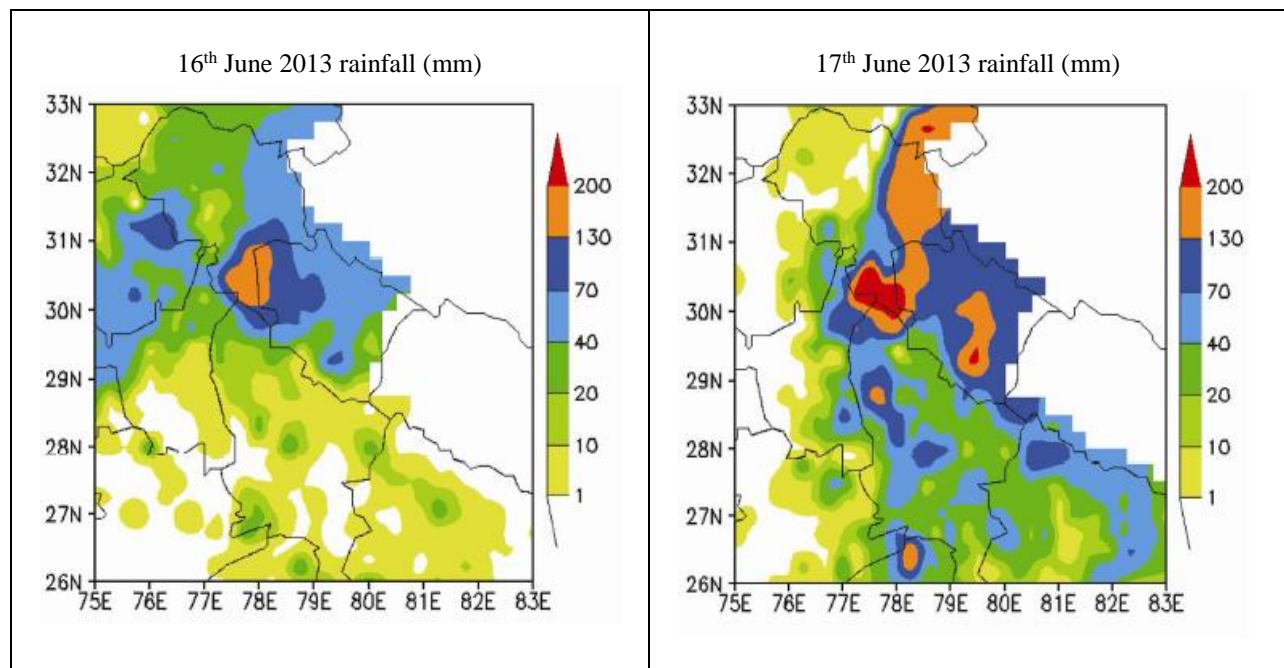 16th June 2013 rainfall (mm)
33N
32N
31N
30N
29N
28N
27N
26N
75E 76E 77E 78E 79E 80E 81E 82E 83E
200
130
70
40
20
10
1
17th June 2013 rainfall (mm)
33N
32N
31N
30N
29N
28N
27N
26N
75E 76E 77E 78E 79E 80E 81E 82E 83E
200
130
70
40
20
10
1